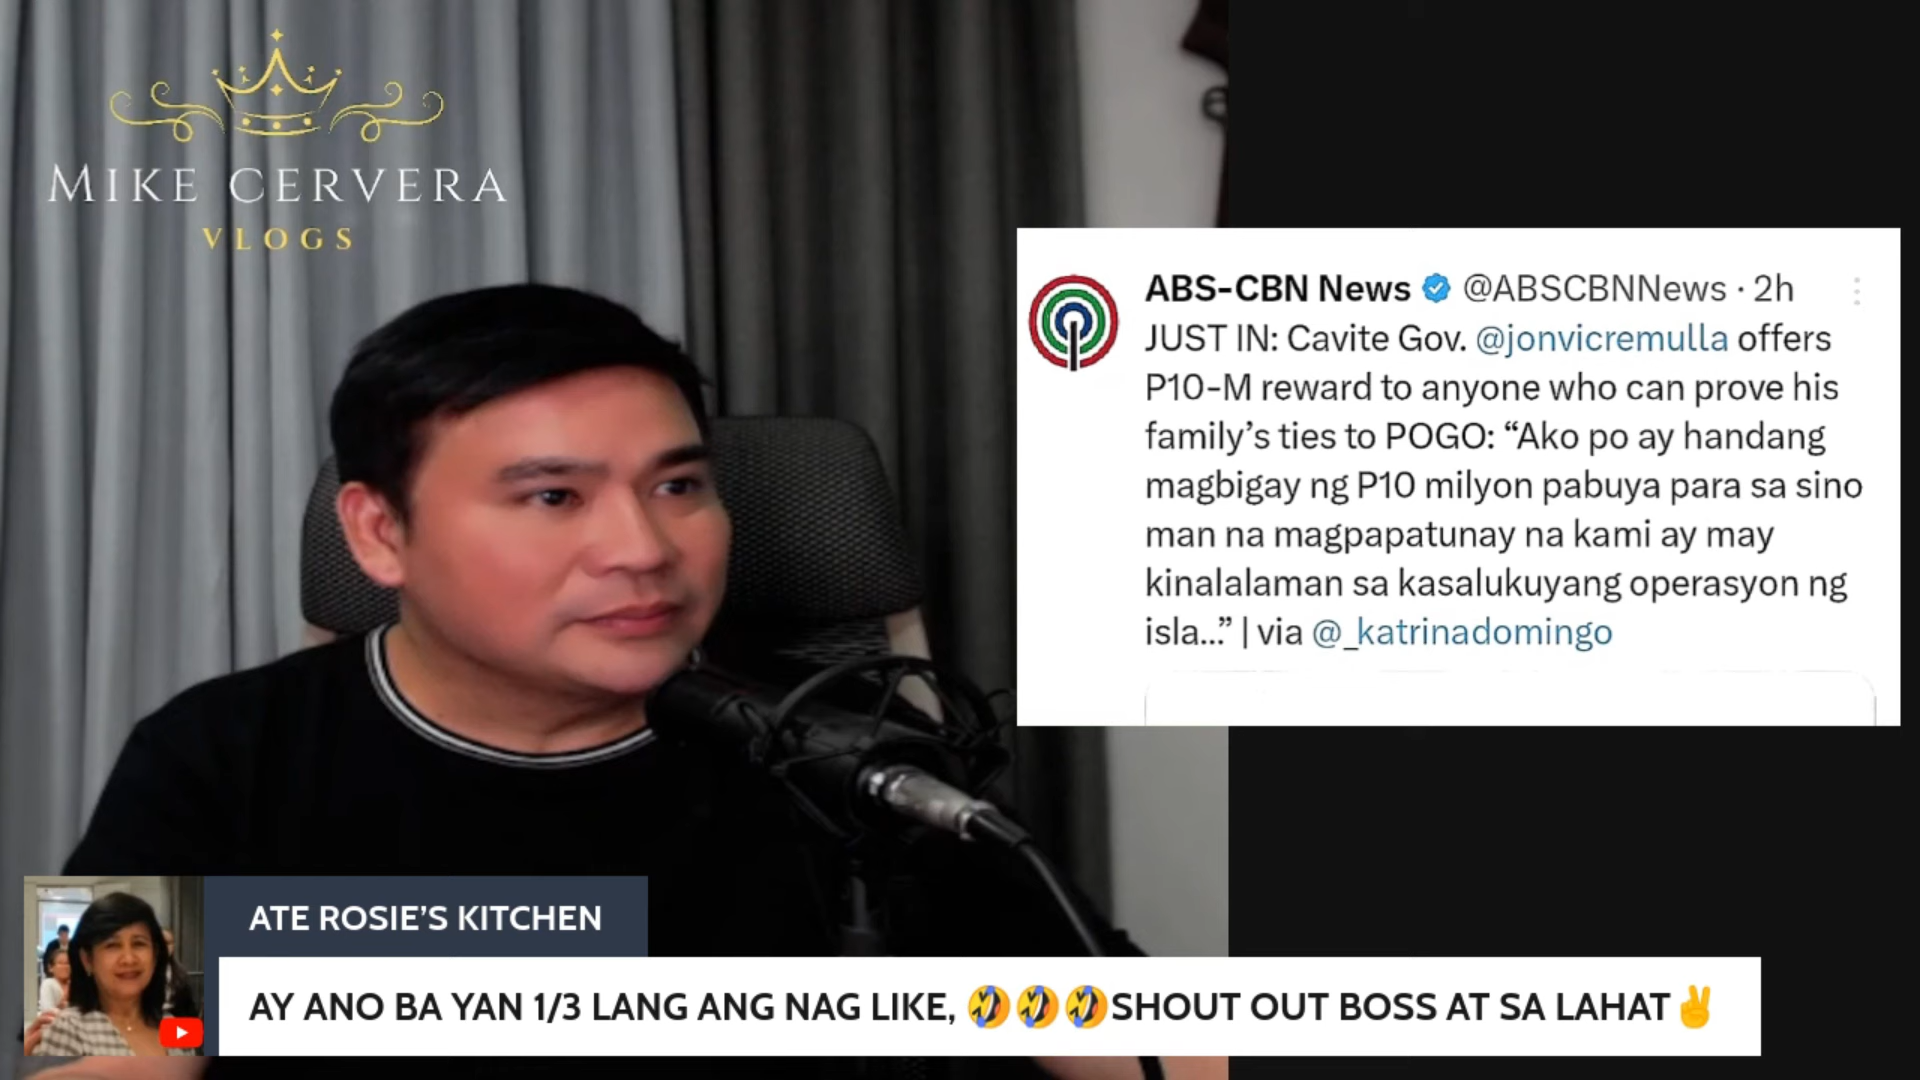 MIKE CERVERA
VLOGS
ABS-CBN News @ABSCBNNews · 2h
JUST IN: Cavite Gov. @jonvicremulla offers
P10-M reward to anyone who can prove his
family’s ties to POGO: “Ako po ay handang
magbigay ng P10 milyon pabuya para sa sino
man na magpapatunay na kami ay may
kinalalaman sa kasalukuyang operasyon ng
isla...” | via @_katrinadomingo
ATE ROSIE’S KITCHEN
AY ANO BA YAN 1/3 LANG ANG NAG LIKE, 🤣🤣🤣SHOUT OUT BOSS AT SA LAHAT✌